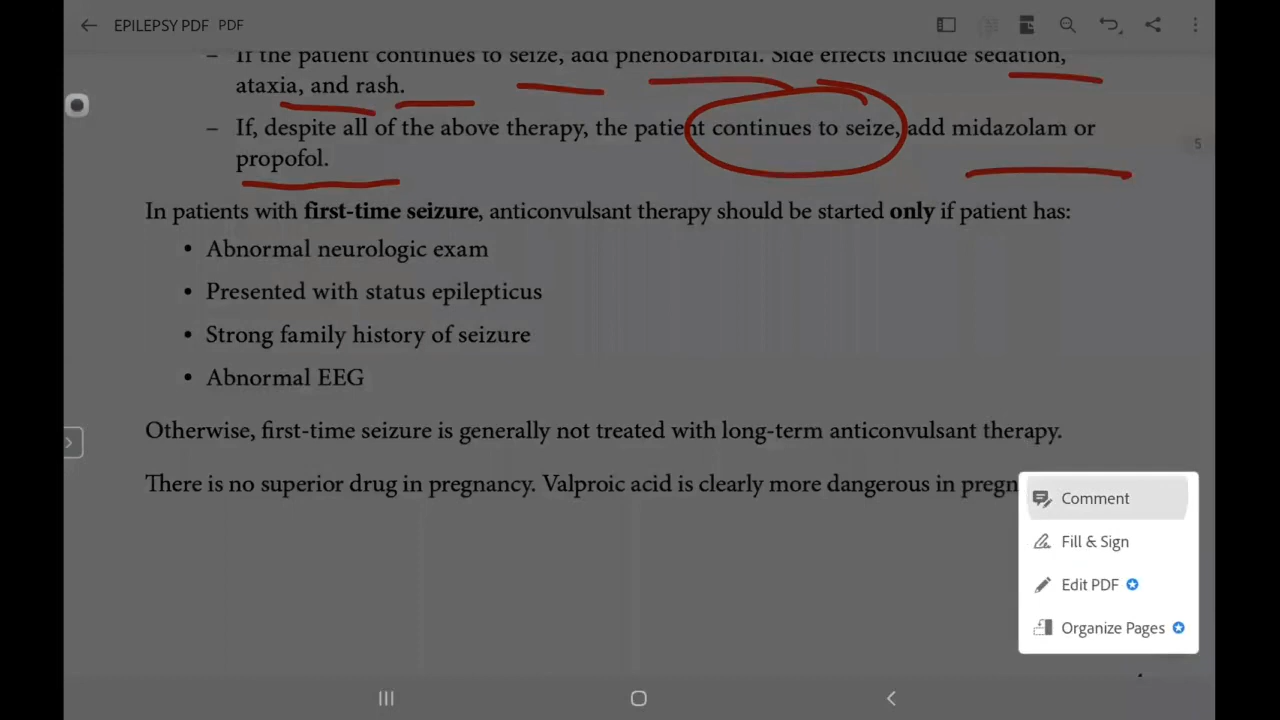 EPILEPSY PDF PDF
– If the patient continues to seize, add phenobarbital. Side effects include sedation,
ataxia, and rash.
– If, despite all of the above therapy, the patient continues to seize, add midazolam or
propofol.
5
In patients with first-time seizure, anticonvulsant therapy should be started only if patient has:
• Abnormal neurologic exam
• Presented with status epilepticus
• Strong family history of seizure
• Abnormal EEG
Otherwise, first-time seizure is generally not treated with long-term anticonvulsant therapy.
There is no superior drug in pregnancy. Valproic acid is clearly more dangerous in pregn
Comment
Fill & Sign
Edit PDF
Organize Pages